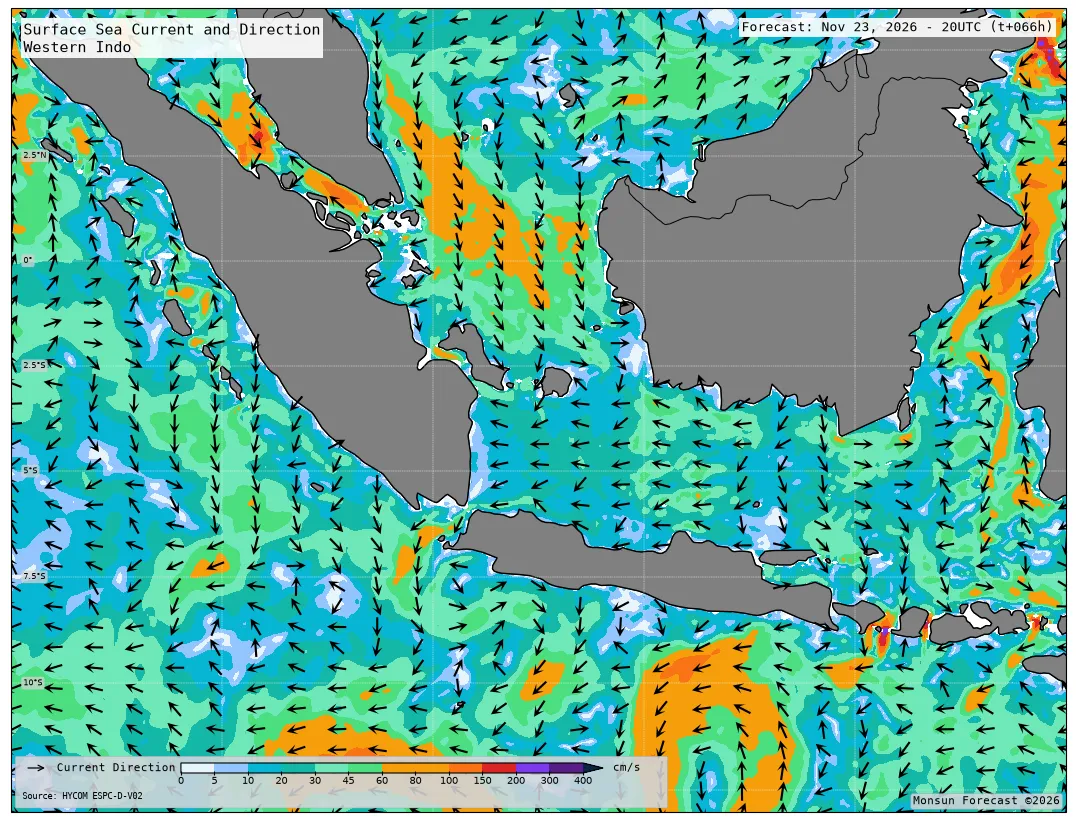 Surface Sea Current and Direction
Western Indo
Forecast: Nov 23, 2026 - 20UTC (t+066h)
2.5°N
0°
2.5°S
5°S
7.5°S
10°S
Current Direction
0 5 10 20 30 45 60 80 100 150 200 300 400 cm/s
Source: HYCOM ESPC-D-V02
Monsun Forecast ©2026